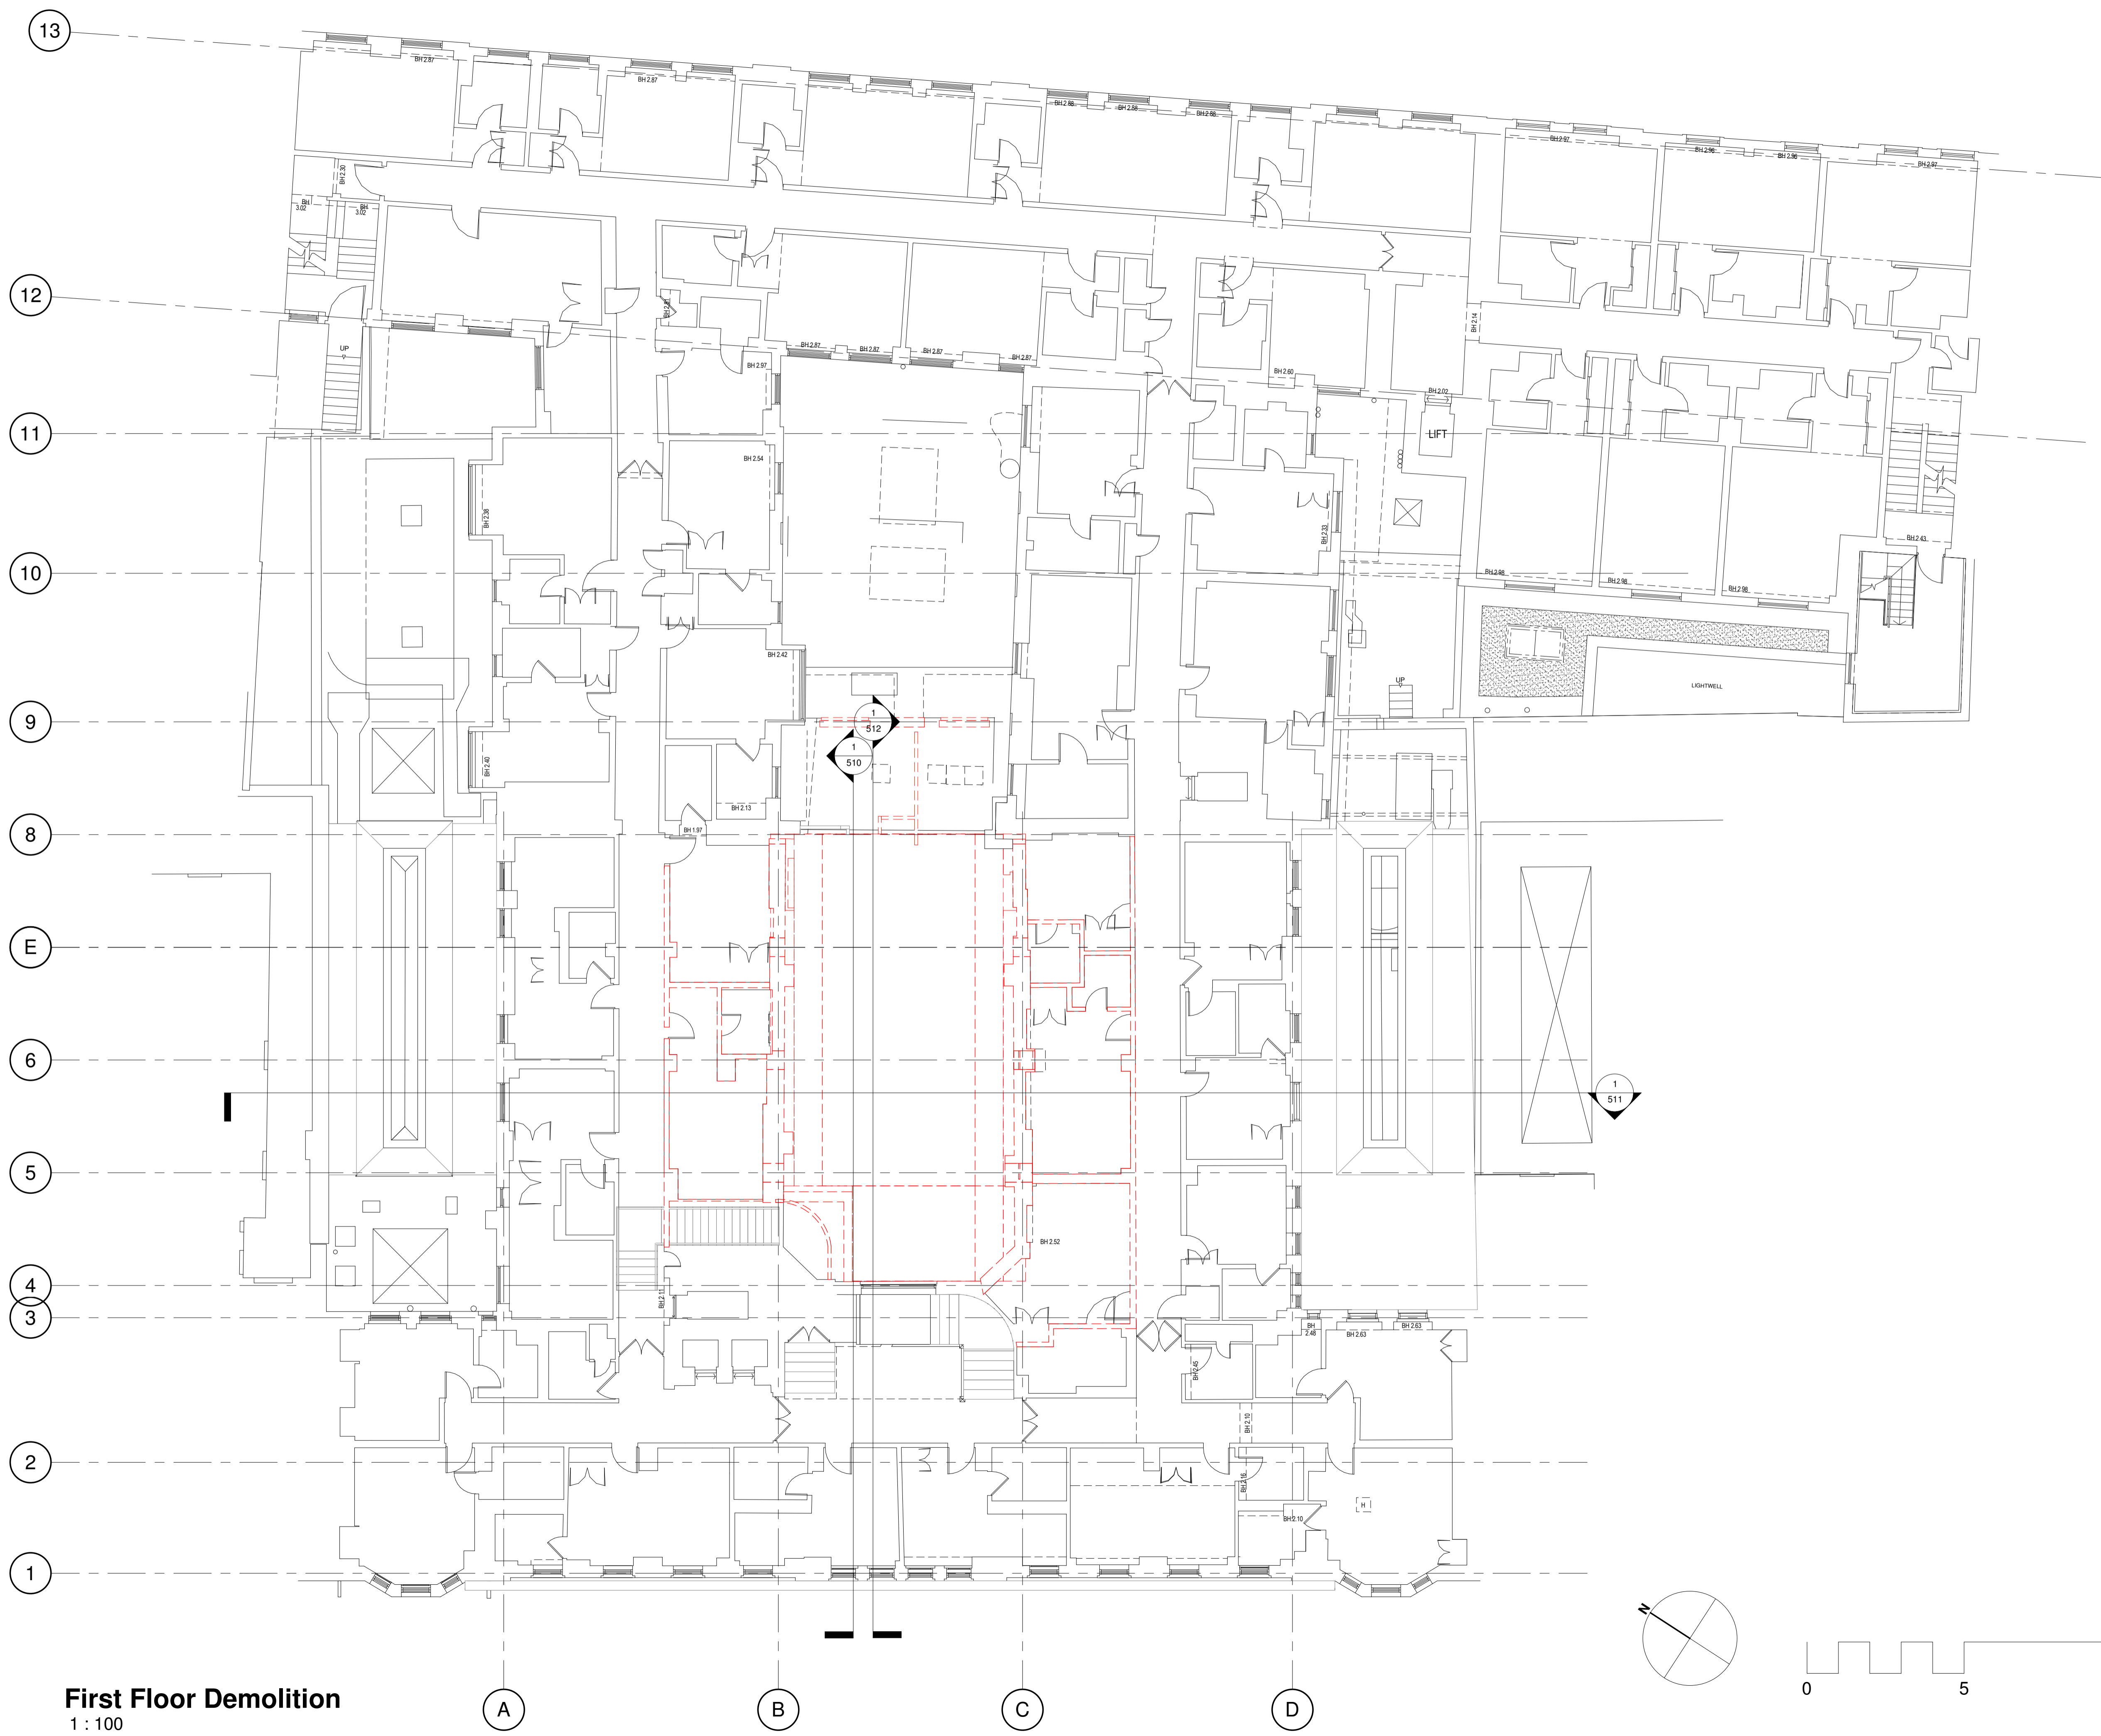 13
BH 2.87
BH 2.87
BH 2.86
BH 2.88
BH 2.88
BH 2.97
BH 2.96
BH 2.96
BH 2.97
BH 2.30
BH
3.02
BH
3.02
12
BH 2.87
BH 2.14
UP
BH 2.87
BH 2.87
BH 2.87
BH 2.87
BH 2.97
BH 2.60
BH 2.02
11
LIFT
BH 2.54
BH 2.38
BH 2.33
BH 2.43
10
BH 2.98
BH 2.98
BH 2.98
BH 2.42
UP
LIGHTWELL
9
1
512
1
510
BH 2.40
BH 2.13
8
BH 1.97
E
6
1
511
5
BH 2.52
4
BH 2.11
3
BH
2.48
BH 2.63
BH 2.63
BH 2.45
BH 2.10
2
BH 2.16
H
BH 2.10
1
N
0
5
First Floor Demolition
1 : 100
A
B
C
D